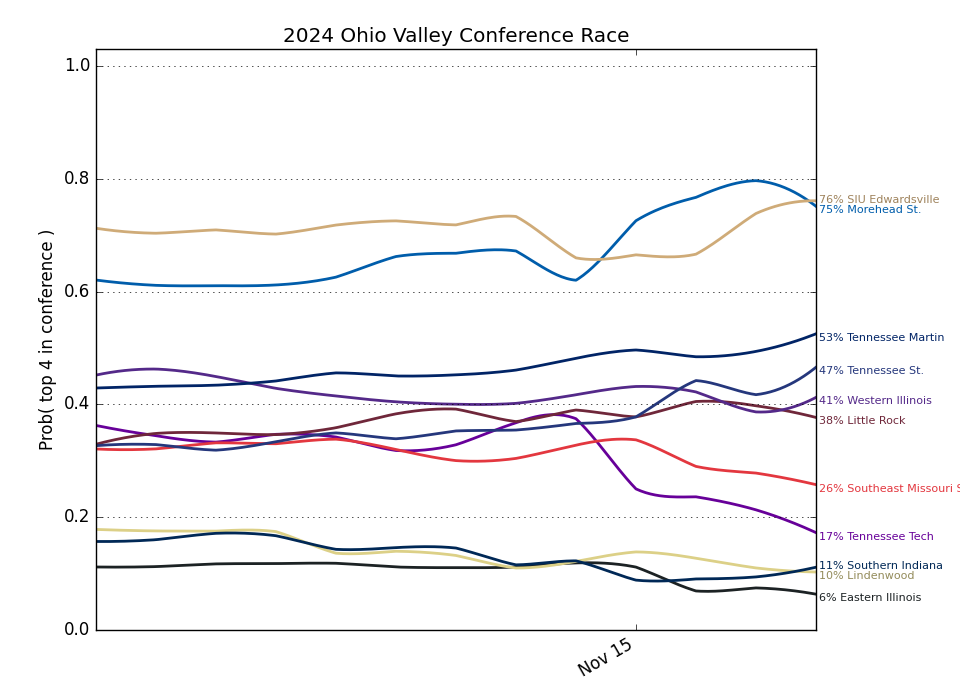 2024 Ohio Valley Conference Race
1.0
0.8
0.6
0.4
0.2
0.0
Prob( top 4 in conference )
Nov 15
76% SIU Edwardsville
75% Morehead St.
53% Tennessee Martin
47% Tennessee St.
41% Western Illinois
38% Little Rock
26% Southeast Missouri S
17% Tennessee Tech
11% Southern Indiana
10% Lindenwood
6% Eastern Illinois